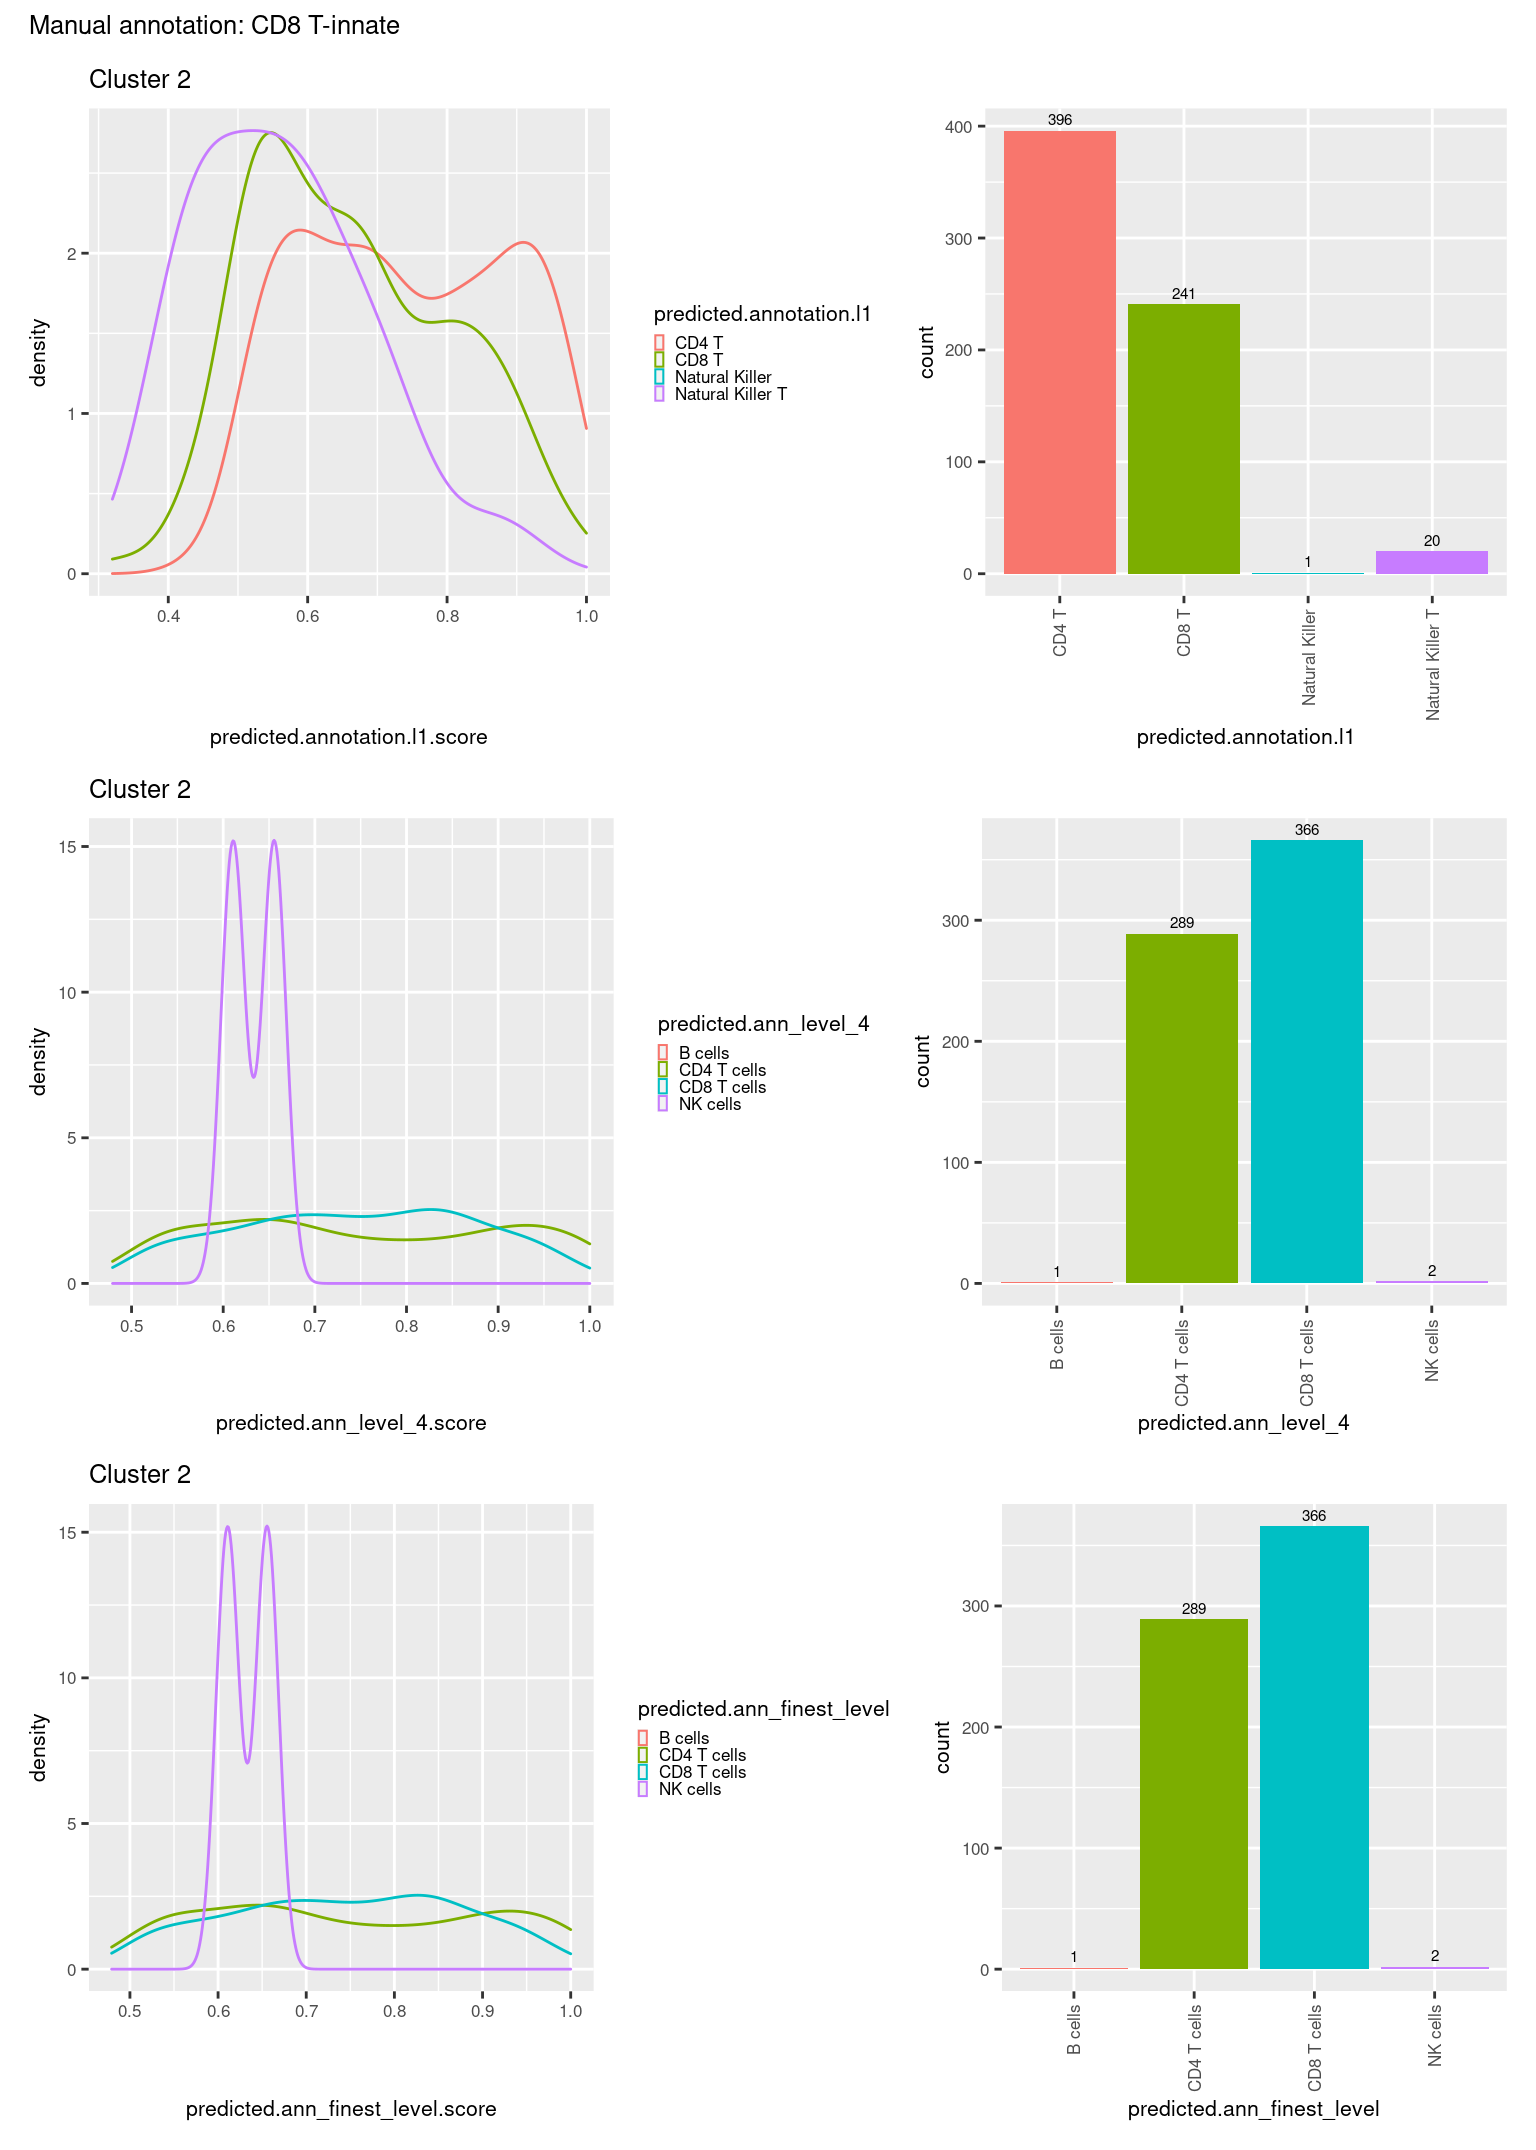 Manual annotation: CD8 T-innate
Cluster 2
density
2
1
0
0.4 0.6 0.8 1.0
predicted.annotation.l1.score
predicted.annotation.l1
CD4 T
CD8 T
Natural Killer
Natural Killer T
count
400
300
200
100
0
396
241
1
20
CD4 T
CD8 T
Natural Killer
Natural Killer T
predicted.annotation.l1
Cluster 2
density
15
10
5
0
0.5 0.6 0.7 0.8 0.9 1.0
predicted.ann_level_4.score
predicted.ann_level_4
B cells
CD4 T cells
CD8 T cells
NK cells
count
300
200
100
0
1
289
366
2
B cells
CD4 T cells
CD8 T cells
NK cells
predicted.ann_level_4
Cluster 2
density
15
10
5
0
0.5 0.6 0.7 0.8 0.9 1.0
predicted.ann_finest_level.score
predicted.ann_finest_level
B cells
CD4 T cells
CD8 T cells
NK cells
count
300
200
100
0
1
289
366
2
B cells
CD4 T cells
CD8 T cells
NK cells
predicted.ann_finest_level